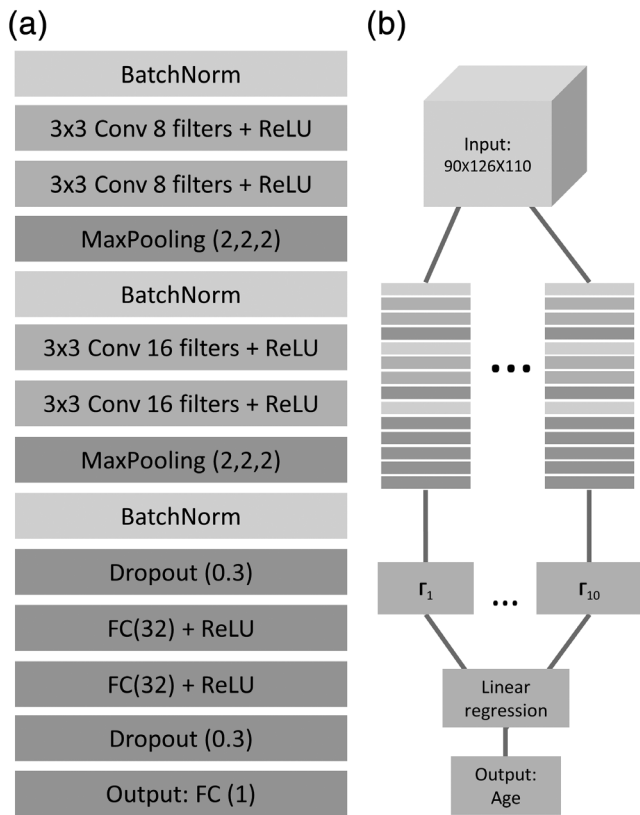 (a)
BatchNorm
3x3 Conv 8 filters + ReLU
3x3 Conv 8 filters + ReLU
MaxPooling (2,2,2)
BatchNorm
3x3 Conv 16 filters + ReLU
3x3 Conv 16 filters + ReLU
MaxPooling (2,2,2)
BatchNorm
Dropout (0.3)
FC(32) + ReLU
FC(32) + ReLU
Dropout (0.3)
Output: FC (1)
(b)
Input:
90X126X110
...
r₁
...
r₁₀
Linear
regression
Output:
Age